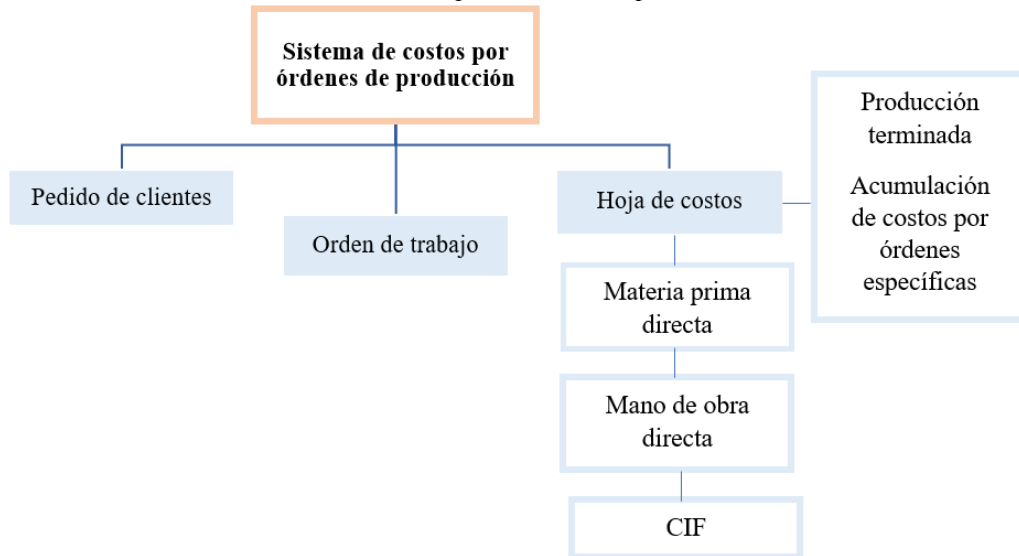 Sistema de costos por
órdenes de producción
Pedido de clientes
Orden de trabajo
Hoja de costos
Producción
terminada
Acumulación
de costos por
órdenes
específicas
Materia prima
directa
Mano de obra
directa
CIF